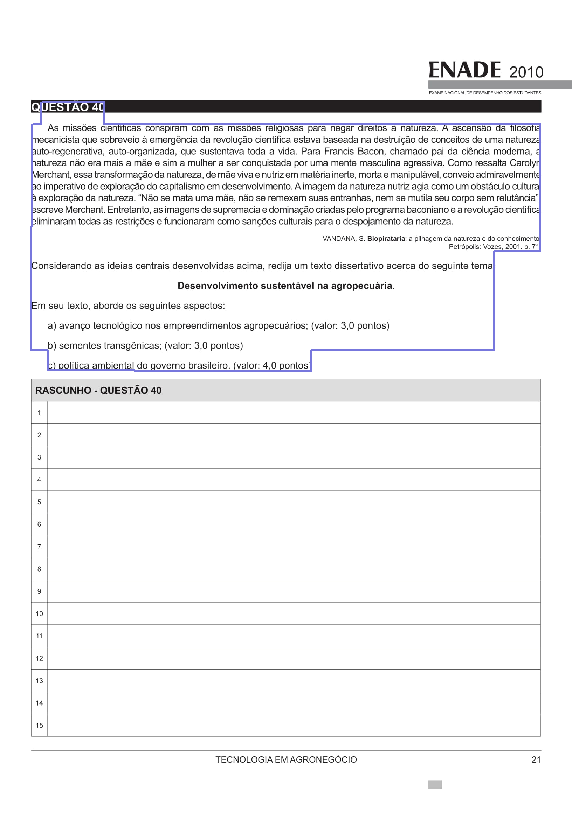 ENADE 2010
EXAME NACIONAL DE DESEMPENHO DOS ESTUDANTES
QUESTÃO 40
As missões científicas conspiram com as missões religiosas para negar direitos à natureza. A ascensão da filosofia
mecanicista que sobreveio à emergência da revolução científica estava baseada na destruição de conceitos de uma natureza
auto-regenerativa, auto-organizada, que sustentava toda a vida. Para Francis Bacon, chamado pai da ciência moderna, a
natureza não era mais a mãe e sim a mulher a ser conquistada por uma mente masculina agressiva. Como ressalta Carolyn
Merchant, essa transformação da natureza, de mãe viva e nutriz em matéria inerte, morta e manipulável, conveio admiravelmente
ao imperativo de exploração do capitalismo em desenvolvimento. A imagem da natureza nutriz agia como um obstáculo cultural
à exploração da natureza. “Não se mata uma mãe, não se remexem suas entranhas, nem se mutila seu corpo sem relutância”,
escreve Merchant. Entretanto, as imagens de supremacia e dominação criadas pelo programa baconiano e a revolução científica
eliminaram todas as restrições e funcionaram como sanções culturais para o despojamento da natureza.
VANDANA, S. Biopirataria: a pilhagem da natureza e do conhecimento.
Petrópolis: Vozes, 2001. p. 71
Considerando as ideias centrais desenvolvidas acima, redija um texto dissertativo acerca do seguinte tema:
Desenvolvimento sustentável na agropecuária.
Em seu texto, aborde os seguintes aspectos:
a) avanço tecnológico nos empreendimentos agropecuários; (valor: 3,0 pontos)
b) sementes transgênicas; (valor: 3,0 pontos)
c) política ambiental do governo brasileiro. (valor: 4,0 pontos)
RASCUNHO - QUESTÃO 40
1
2
3
4
5
6
7
8
9
10
11
12
13
14
15
TECNOLOGIA EM AGRONEGÓCIO 21